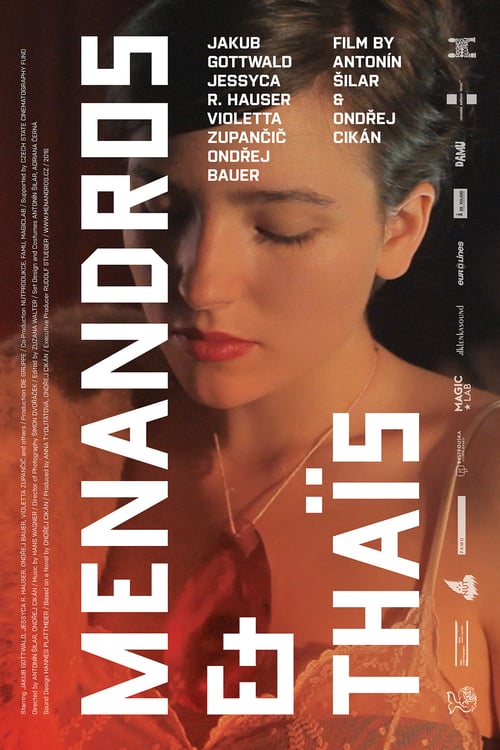 JAKUB
GOTTWALD
JESSYCA
R. HAUSER
VIOLETTA
ZUPANČIČ
ONDŘEJ
BAUER
FILM BY
ANTONÍN
ŠILAR
&
ONDŘEJ
CIKÁN
MENANDROS
&
THAÏS
Starring JAKUB GOTTWALD, JESSYCA R. HAUSER, ONDŘEJ BAUER, VIOLETTA ZUPANČIČ and others / Production DIE GRUPPE / Co-Production NUTPRODUKCE, FAMU, MAGICLAB / Supported by CZECH STATE CINEMATOGRAPHY FUND
Directed by ANTONÍN ŠILAR, ONDŘEJ CIKÁN / Music by HANS WAGNER / Director of Photography ŠIMON DVOŘÁČEK / Edited by ZUZANA WALTER / Set Design and Costumes ANTONÍN ŠILAR, ADRIANA ČERNÁ
Sound Design HANNES PLATTMEIER / Based on a Novel by ONDŘEJ CIKÁN / Produced by ANNA TYDLITÁTOVÁ, ONDŘEJ CIKÁN / Executive Producer RUDOLF STUEGER / WWW.MENANDROS.CZ / 2016
DAMU
eurolines
dklenkasound
MAGIC
LAB
FAMU